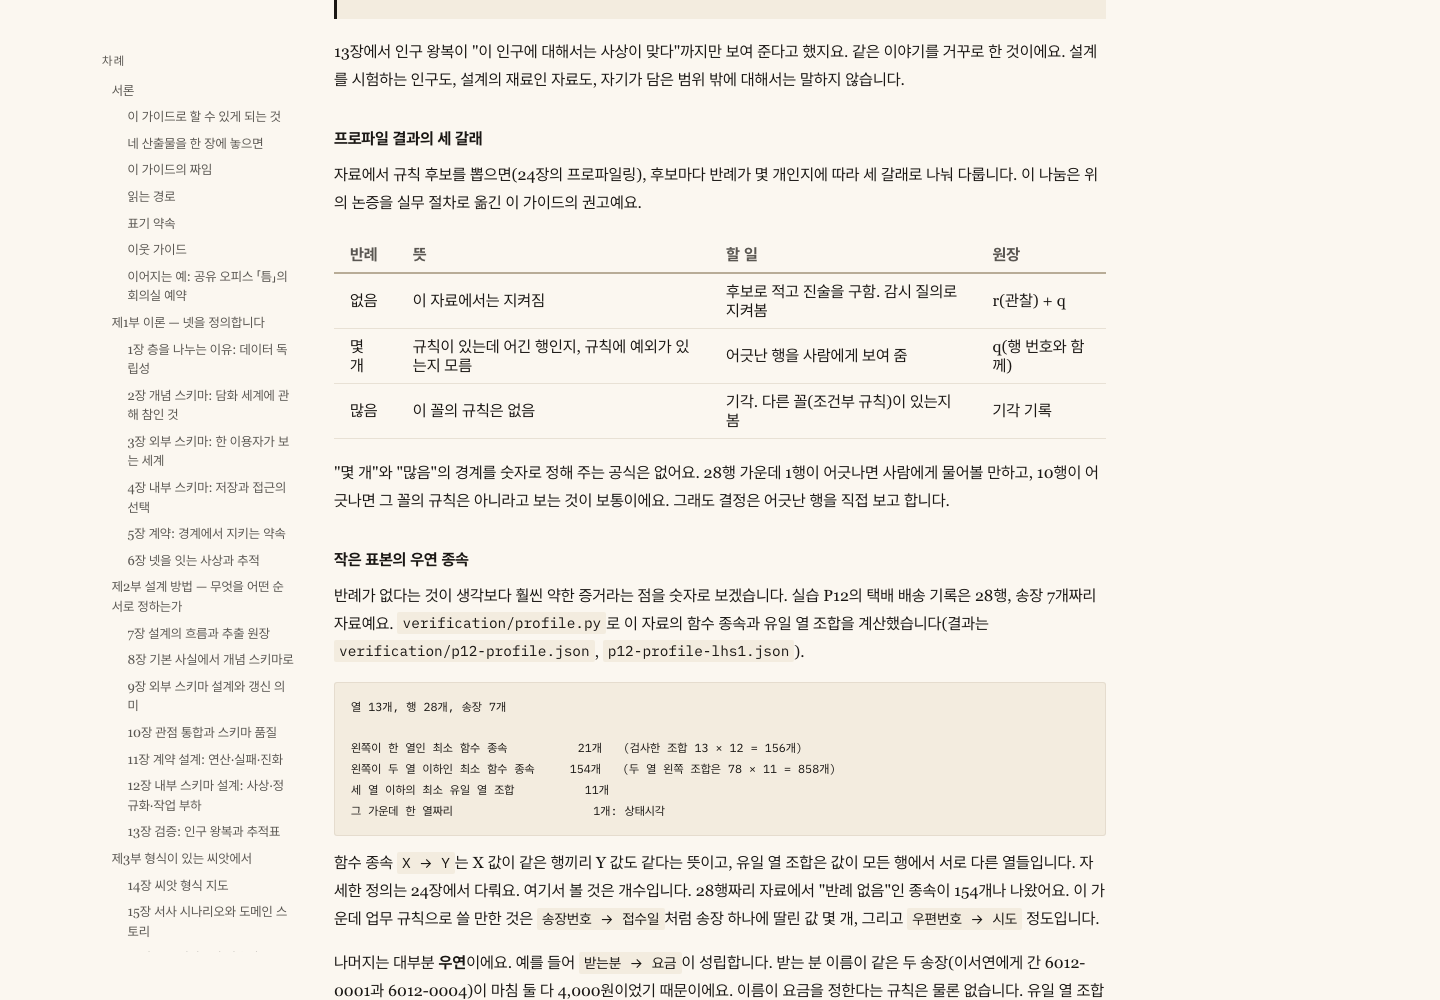 차례
서론
이 가이드로 할 수 있게 되는 것
네 산출물을 한 장에 놓으면
이 가이드의 짜임
읽는 경로
표기 약속
이웃 가이드
이어지는 예: 공유 오피스 「틈」의
회의실 예약
제1부 이론 — 넷을 정의합니다
1장 층을 나누는 이유: 데이터 독
립성
2장 개념 스키마: 담화 세계에 관
해 참인 것
3장 외부 스키마: 한 이용자가 보
는 세계
4장 내부 스키마: 저장과 접근의
선택
5장 계약: 경계에서 지키는 약속
6장 넷을 잇는 사상과 추적
제2부 설계 방법 — 무엇을 어떤 순
서로 정하는가
7장 설계의 흐름과 추출 원장
8장 기본 사실에서 개념 스키마로
9장 외부 스키마 설계와 갱신 의
미
10장 관점 통합과 스키마 품질
11장 계약 설계: 연산·실패·진화
12장 내부 스키마 설계: 사상·정
규화·작업 부하
13장 검증: 인구 왕복과 추적표
제3부 형식이 있는 씨앗에서
14장 씨앗 형식 지도
15장 서사 시나리오와 도메인 스
토리
13장에서 인구 왕복이 "이 인구에 대해서는 사상이 맞다"까지만 보여 준다고 했지요. 같은 이야기를 거꾸로 한 것이에요. 설계
를 시험하는 인구도, 설계의 재료인 자료도, 자기가 담은 범위 밖에 대해서는 말하지 않습니다.
프로파일 결과의 세 갈래
자료에서 규칙 후보를 뽑으면(24장의 프로파일링), 후보마다 반례가 몇 개인지에 따라 세 갈래로 나눠 다룹니다. 이 나눔은 위
의 논증을 실무 절차로 옮긴 이 가이드의 권고예요.
반례 뜻 할 일 원장
없음 이 자료에서는 지켜짐 후보로 적고 진술을 구함. 감시 질의로
지켜봄 r(관찰) + q
몇
개 규칙이 있는데 어긴 행인지, 규칙에 예외가 있
는지 모름 어긋난 행을 사람에게 보여 줌 q(행 번호와 함
께)
많음 이 꼴의 규칙은 없음 기각. 다른 꼴(조건부 규칙)이 있는지
봄 기각 기록
"몇 개"와 "많음"의 경계를 숫자로 정해 주는 공식은 없어요. 28행 가운데 1행이 어긋나면 사람에게 물어볼 만하고, 10행이 어
긋나면 그 꼴의 규칙은 아니라고 보는 것이 보통이에요. 그래도 결정은 어긋난 행을 직접 보고 합니다.
작은 표본의 우연 종속
반례가 없다는 것이 생각보다 훨씬 약한 증거라는 점을 숫자로 보겠습니다. 실습 P12의 택배 배송 기록은 28행, 송장 7개짜리
자료예요. verification/profile.py로 이 자료의 함수 종속과 유일 열 조합을 계산했습니다(결과는
verification/p12-profile.json, p12-profile-lhs1.json).
열 13개, 행 28개, 송장 7개
왼쪽이 한 열인 최소 함수 종속 21개 (검사한 조합 13 × 12 = 156개)
왼쪽이 두 열 이하인 최소 함수 종속 154개 (두 열 왼쪽 조합은 78 × 11 = 858개)
세 열 이하의 최소 유일 열 조합 11개
그 가운데 한 열짜리 1개: 상태시각
함수 종속 X → Y는 X 값이 같은 행끼리 Y 값도 같다는 뜻이고, 유일 열 조합은 값이 모든 행에서 서로 다른 열들입니다. 자
세한 정의는 24장에서 다뤄요. 여기서 볼 것은 개수입니다. 28행짜리 자료에서 "반례 없음"인 종속이 154개나 나왔어요. 이 가
운데 업무 규칙으로 쓸 만한 것은 송장번호 → 접수일처럼 송장 하나에 딸린 값 몇 개, 그리고 우편번호 → 시도 정도입니다.
나머지는 대부분 우연이에요. 예를 들어 받는분 → 요금이 성립합니다. 받는 분 이름이 같은 두 송장(이서연에게 간 6012-
0001과 6012-0004)이 마침 둘 다 4,000원이었기 때문이에요. 이름이 요금을 정한다는 규칙은 물론 없습니다. 유일 열 조합